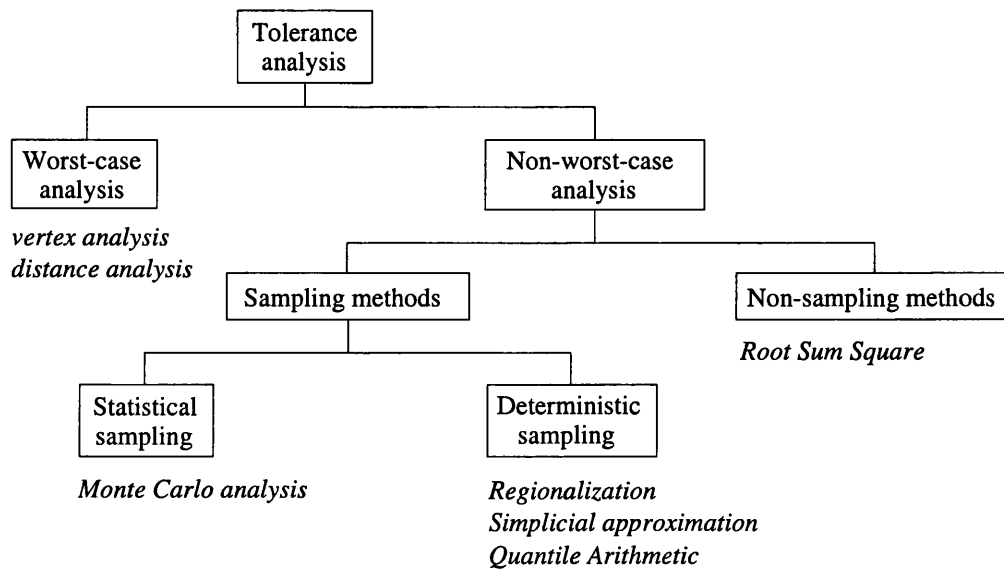 Tolerance
analysis
Worst-case
analysis
Non-worst-case
analysis
vertex analysis
distance analysis
Sampling methods
Non-sampling methods
Root Sum Square
Statistical
sampling
Deterministic
sampling
Monte Carlo analysis
Regionalization
Simplicial approximation
Quantile Arithmetic